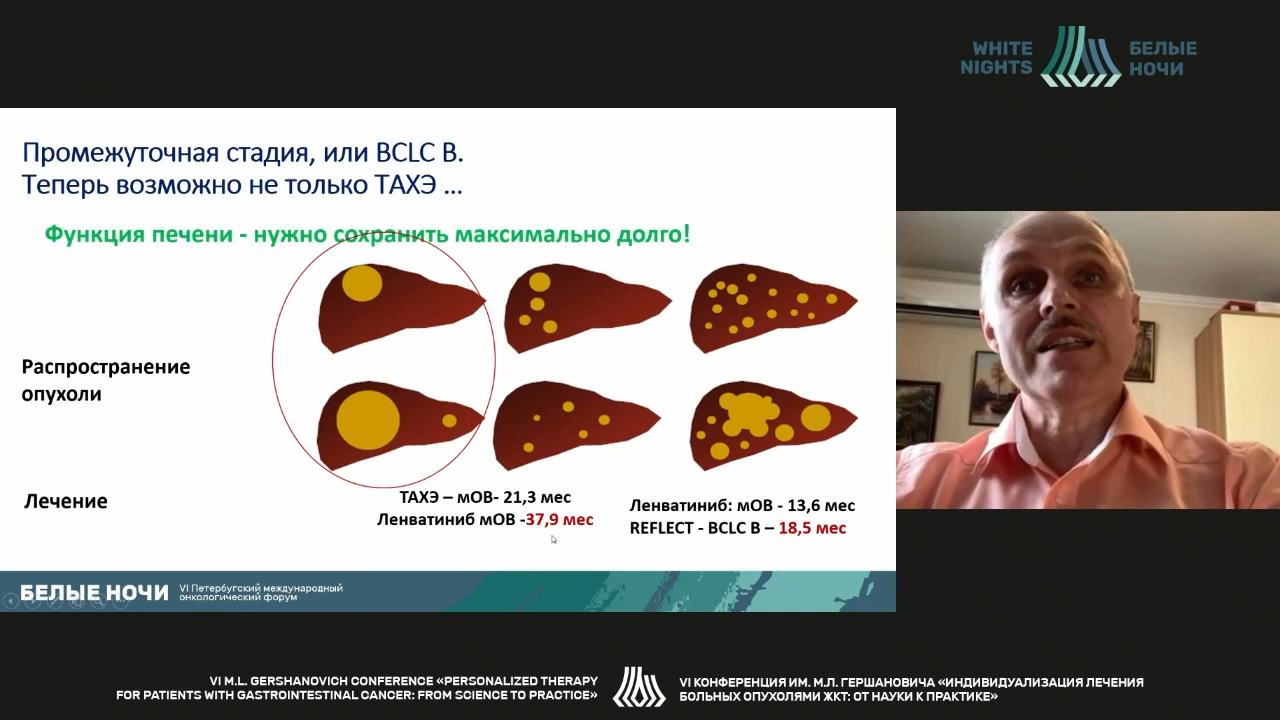 WHITE
NIGHTS
БЕЛЫЕ
НОЧИ
Промежуточная стадия, или BCLC B.
Теперь возможно не только ТАХЭ ...
Функция печени - нужно сохранить максимально долго!
Распространение
опухоли
Лечение
ТАХЭ – мОВ- 21,3 мес
Ленватиниб мОВ -37,9 мес
Ленватиниб: мОВ - 13,6 мес
REFLECT - BCLC B – 18,5 мес
БЕЛЫЕ НОЧИ
VI Петербугский международный
онкологический форум
VI M.L. GERSHANOVICH CONFERENCE «PERSONALIZED THERAPY
FOR PATIENTS WITH GASTROINTESTINAL CANCER: FROM SCIENCE TO PRACTICE»
VI КОНФЕРЕНЦИЯ ИМ. М.Л. ГЕРШАНОВИЧА «ИНДИВИДУАЛИЗАЦИЯ ЛЕЧЕНИЯ
БОЛЬНЫХ ОПУХОЛЯМИ ЖКТ: ОТ НАУКИ К ПРАКТИКЕ»